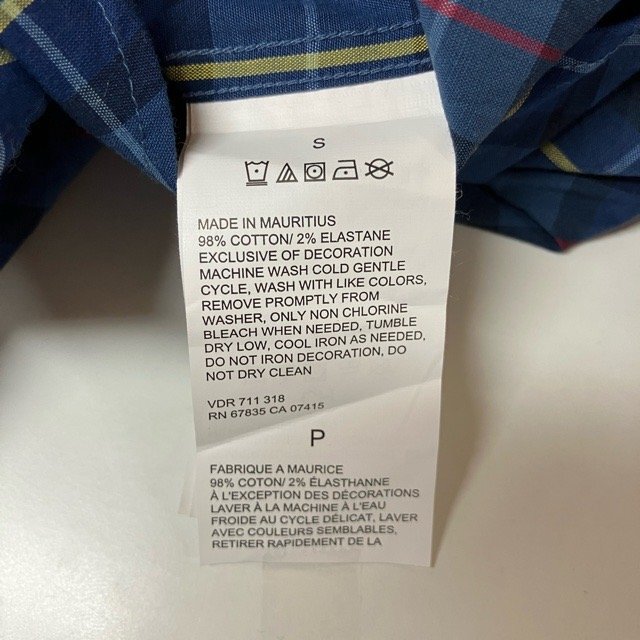 S
MADE IN MAURITIUS
98% COTTON/ 2% ELASTANE
EXCLUSIVE OF DECORATION
MACHINE WASH COLD GENTLE
CYCLE, WASH WITH LIKE COLORS,
REMOVE PROMPTLY FROM
WASHER, ONLY NON CHLORINE
BLEACH WHEN NEEDED, TUMBLE
DRY LOW, COOL IRON AS NEEDED,
DO NOT IRON DECORATION, DO
NOT DRY CLEAN
VDR 711 318
RN 67835 CA 07415
P
FABRIQUE A MAURICE
98% COTON/ 2% ÉLASTHANNE
À L'EXCEPTION DES DÉCORATIONS
LAVER À LA MACHINE À L'EAU
FROIDE AU CYCLE DÉLICAT, LAVER
AVEC COULEURS SEMBLABLES,
RETIRER RAPIDEMENT DE LA